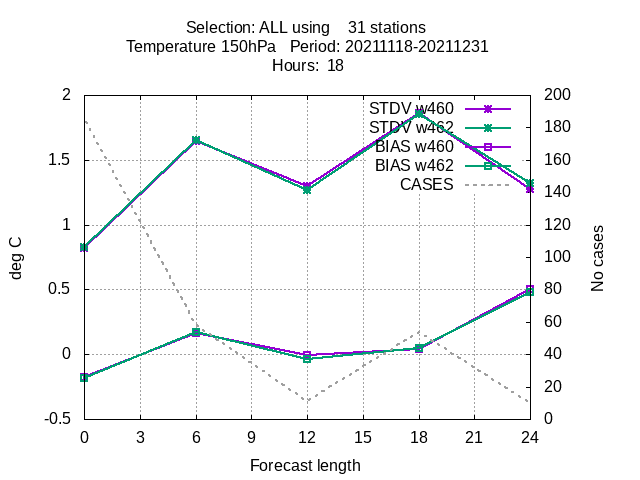 Selection: ALL using    31 stations
Temperature 150hPa   Period: 20211118-20211231
Hours:  18
STDV w460
STDV w462
BIAS w460
BIAS w462
CASES
2
1.5
1
0.5
0
-0.5
200
180
160
140
120
100
80
60
40
20
0
0 3 6 9 12 15 18 21 24
deg C
No cases
Forecast length